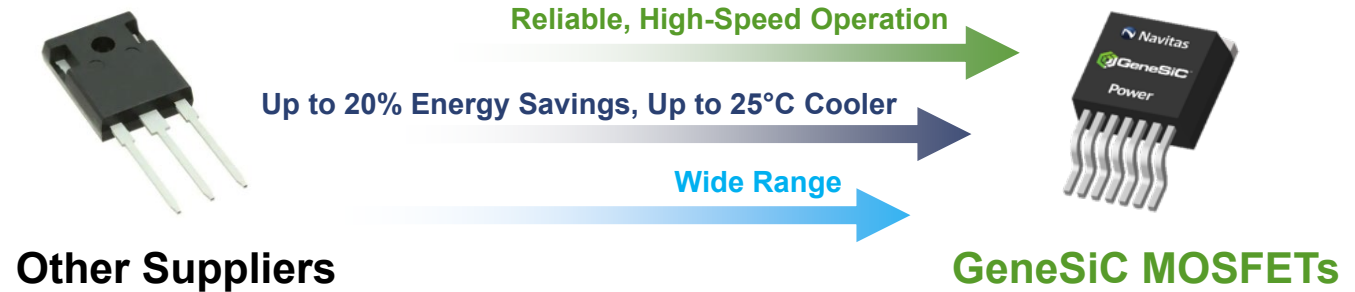 Reliable, High-Speed Operation
Up to 20% Energy Savings, Up to 25°C Cooler
Wide Range
Navitas
GeneSiC
Power
Other Suppliers
GeneSiC MOSFETs